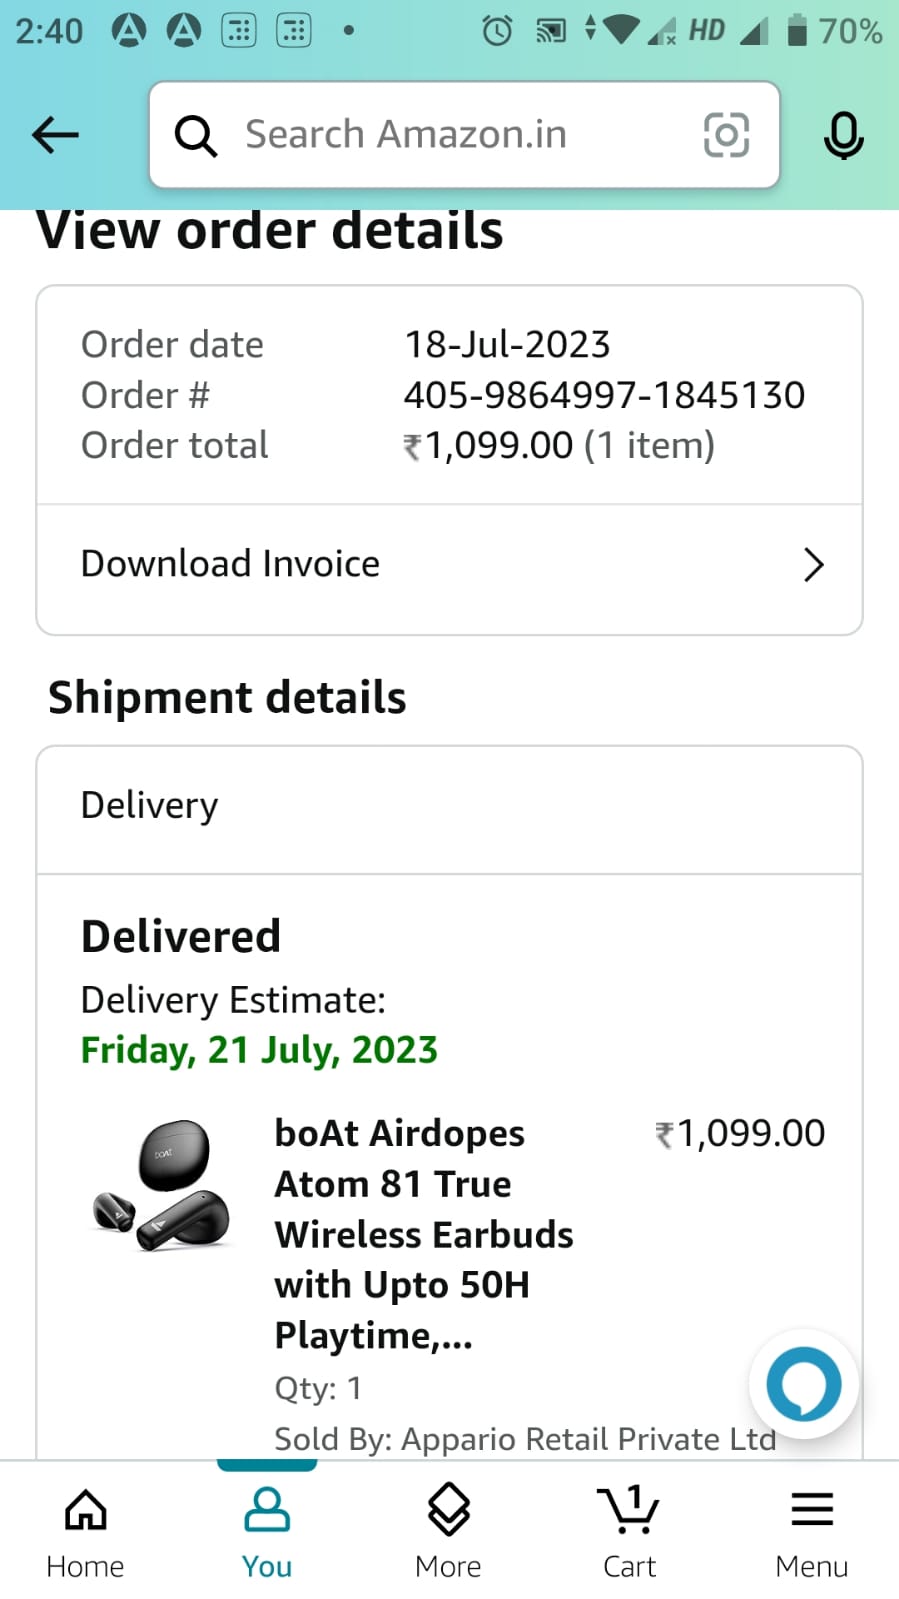 2:40 HD 70%
Search Amazon.in
View order details
Order date 18-Jul-2023
Order # 405-9864997-1845130
Order total ₹1,099.00 (1 item)
Download Invoice
Shipment details
Delivery
Delivered
Delivery Estimate:
Friday, 21 July, 2023
boAt Airdopes ₹1,099.00
Atom 81 True
Wireless Earbuds
with Upto 50H
Playtime,...
Qty: 1
Sold By: Appario Retail Private Ltd
1
Home You More Cart Menu